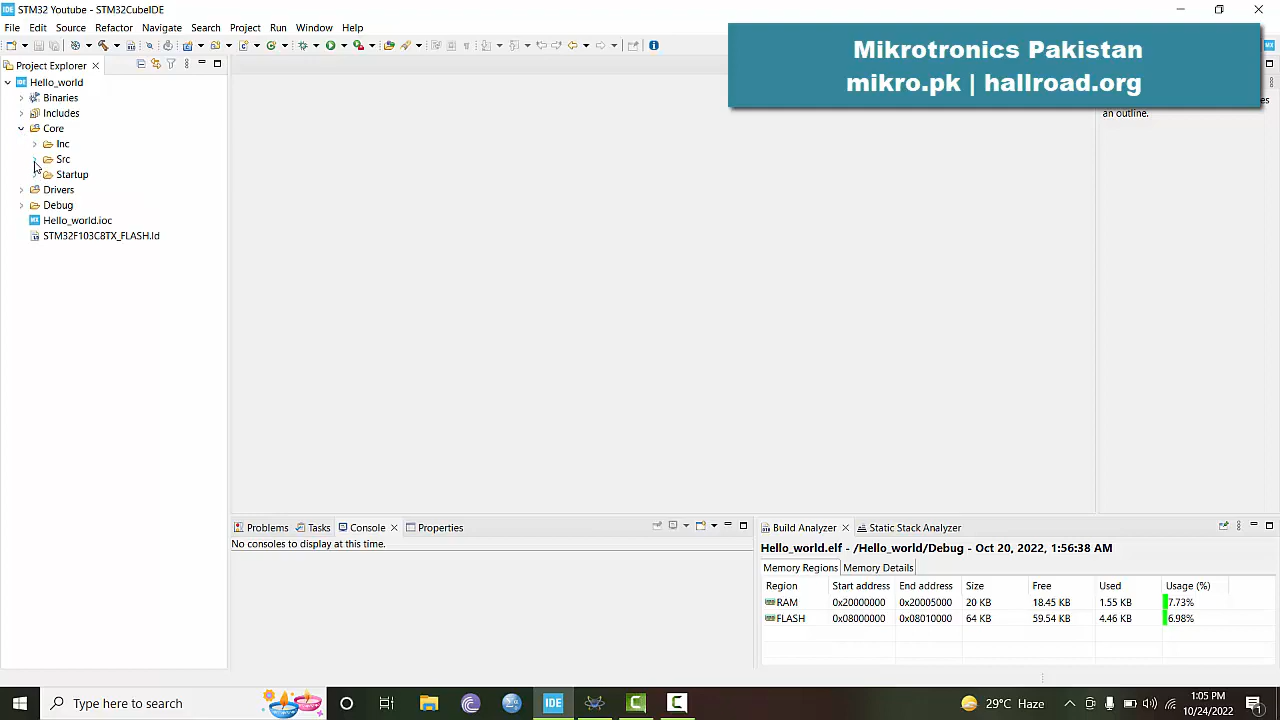 STM32 Youtube - STM32CubeIDE
File Edit Source Refactor Navigate Search Project Run Window Help
Mikrotronics Pakistan
mikro.pk | hallroad.org
Project Explorer
Hello_world
Binaries
Includes
Core
Inc
Src
Startup
Drivers
Debug
Hello_world.ioc
STM32F103C8TX_FLASH.ld
an outline.
Problems Tasks Console Properties
No consoles to display at this time.
Build Analyzer Static Stack Analyzer
Hello_world.elf - /Hello_world/Debug - Oct 20, 2022, 1:56:38 AM
Memory Regions Memory Details
Region Start address End address Size Free Used Usage (%)
RAM 0x20000000 0x20005000 20 KB 18.45 KB 1.55 KB 7.73%
FLASH 0x08000000 0x08010000 64 KB 59.54 KB 4.46 KB 6.98%
Type here to search
IDE
29°C Haze
1:05 PM
10/24/2022